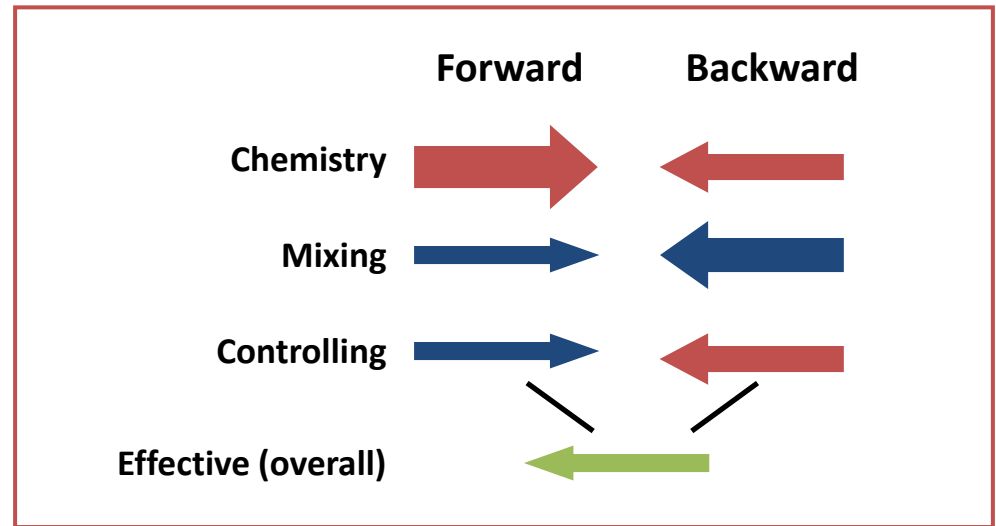 Forward Backward
Chemistry
Mixing
Controlling
Effective (overall)